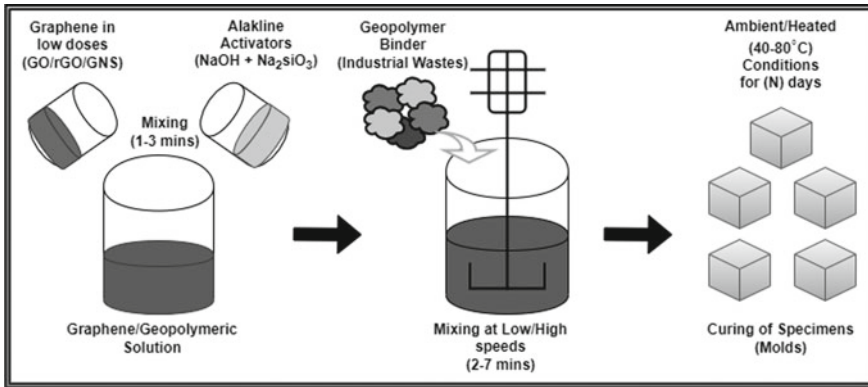 Graphene in
low doses
(GO/rGO/GNS)
Alakline
Activators
(NaOH + Na₂siO₃)
Mixing
(1-3 mins)
Graphene/Geopolymeric
Solution
Geopolymer
Binder
(Industrial Wastes)
Mixing at Low/High
speeds
(2-7 mins)
Ambient/Heated
(40-80°C)
Conditions
for (N) days
Curing of Specimens
(Molds)